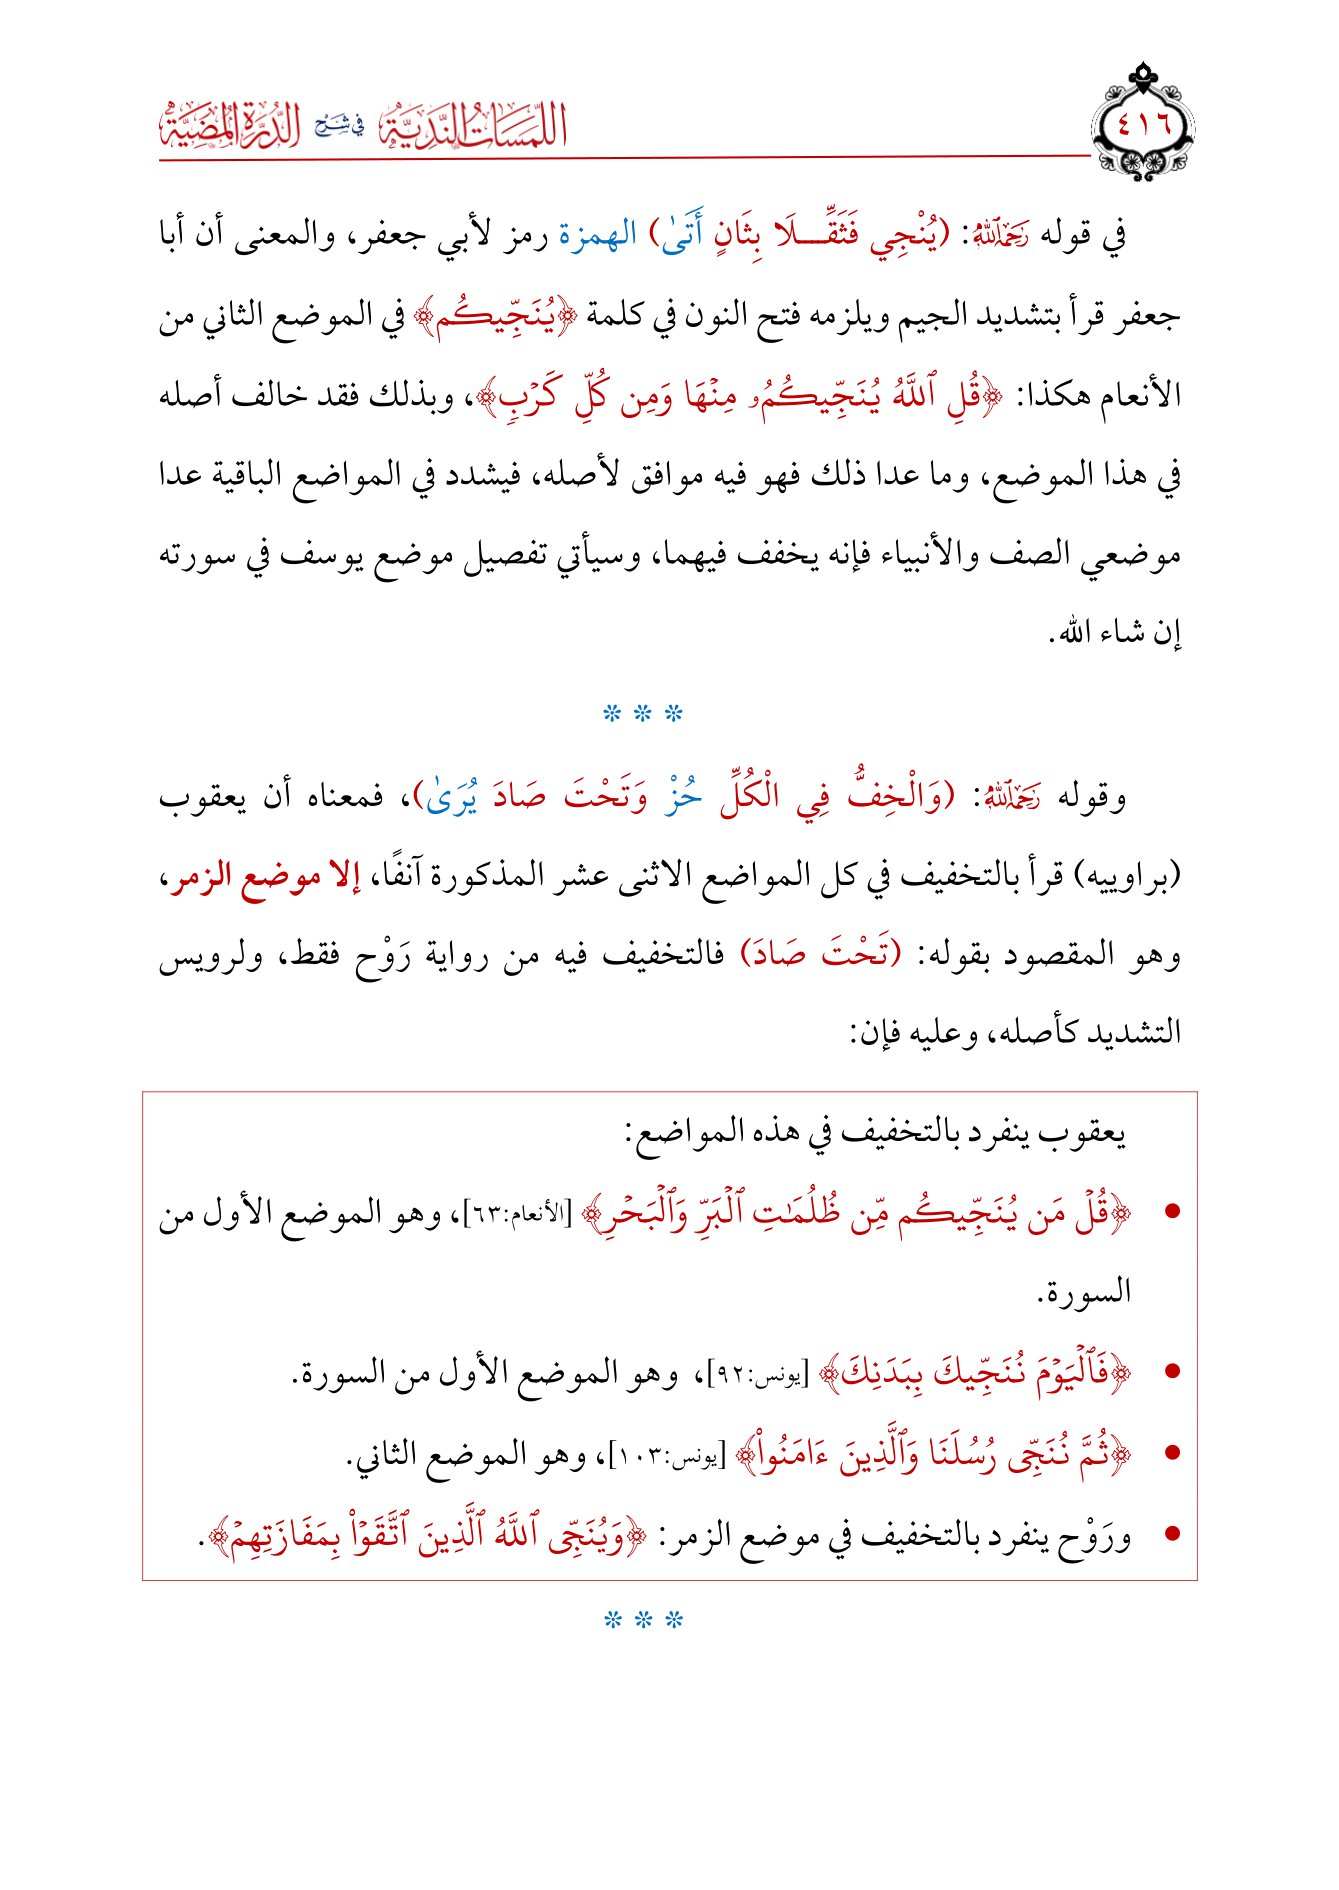 اللمسات الندية في شرح الدرة المضية
٤١٦
في قوله رَحِمَهُ ٱللَّهُ: (يُنْجِي فَثَقِّـــلَا بِثَانٍ أَتَىٰ) الهمزة رمز لأبي جعفر، والمعنى أن أبا
جعفر قرأ بتشديد الجيم ويلزمه فتح النون في كلمة ﴿يُنَجِّيكُم﴾ في الموضع الثاني من
الأنعام هكذا: ﴿قُلِ ٱللَّهُ يُنَجِّيكُمُۥ مِنۡهَا وَمِن كُلِّ كَرۡبٖ﴾، وبذلك فقد خالف أصله
في هذا الموضع، وما عدا ذلك فهو فيه موافق لأصله، فيشدد في المواضع الباقية عدا
موضعي الصف والأنبياء فإنه يخفف فيهما، وسيأتي تفصيل موضع يوسف في سورته
إن شاء الله.
* * *
وقوله رَحِمَهُ ٱللَّهُ: (وَالْخِفُّ فِي الْكُلِّ حُزْ وَتَحْتَ صَادَ يُرَىٰ)، فمعناه أن يعقوب
(براوييه) قرأ بالتخفيف في كل المواضع الاثنى عشر المذكورة آنفًا، إلا موضع الزمر،
وهو المقصود بقوله: (تَحْتَ صَادَ) فالتخفيف فيه من رواية رَوْح فقط، ولرويس
التشديد كأصله، وعليه فإن:
يعقوب ينفرد بالتخفيف في هذه المواضع:
• ﴿قُلۡ مَن يُنَجِّيكُم مِّن ظُلُمَٰتِ ٱلۡبَرِّ وَٱلۡبَحۡرِ﴾ [الأنعام:٦٣]، وهو الموضع الأول من
السورة.
• ﴿فَٱلۡيَوۡمَ نُنَجِّيكَ بِبَدَنِكَ﴾ [يونس:٩٢]، وهو الموضع الأول من السورة.
• ﴿ثُمَّ نُنَجِّي رُسُلَنَا وَٱلَّذِينَ ءَامَنُواْ﴾ [يونس:١٠٣]، وهو الموضع الثاني.
• ورَوْح ينفرد بالتخفيف في موضع الزمر: ﴿وَيُنَجِّي ٱللَّهُ ٱلَّذِينَ ٱتَّقَوۡاْ بِمَفَازَتِهِمۡ﴾.
* * *